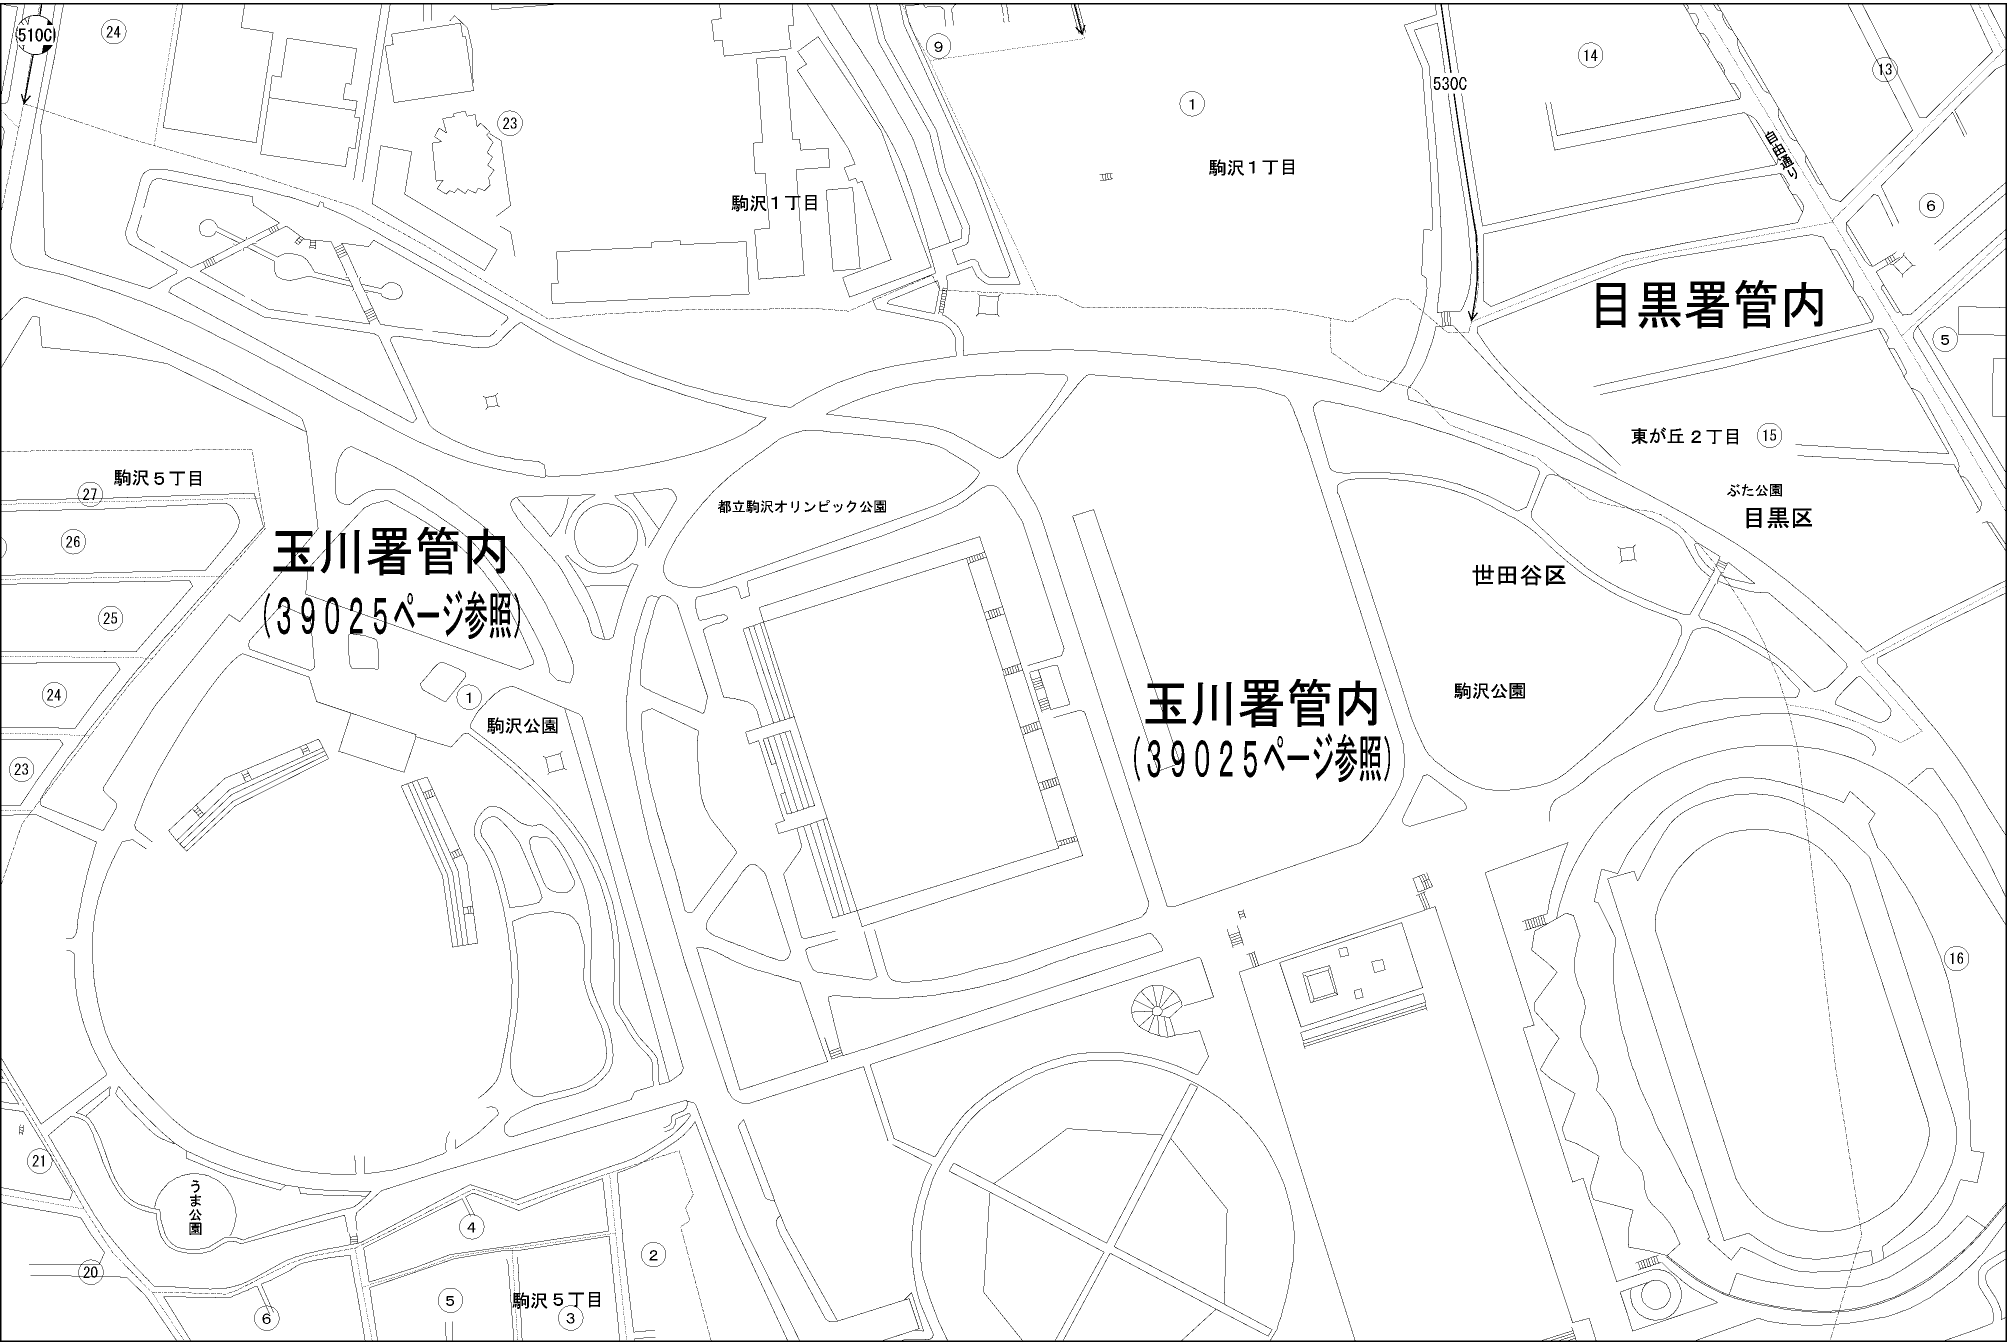 510C
24
9
14
13
530C
1
23
自由通り
駒沢１丁目
駒沢１丁目
6
目黒署管内
5
東が丘２丁目
15
駒沢５丁目
27
ぶた公園
都立駒沢オリンピック公園
目黒区
26
玉川署管内
世田谷区
(３９０２５ページ参照)
25
24
1
駒沢公園
玉川署管内
駒沢公園
(３９０２５ページ参照)
23
16
21
うま公園
4
2
20
5
駒沢５丁目
6
3